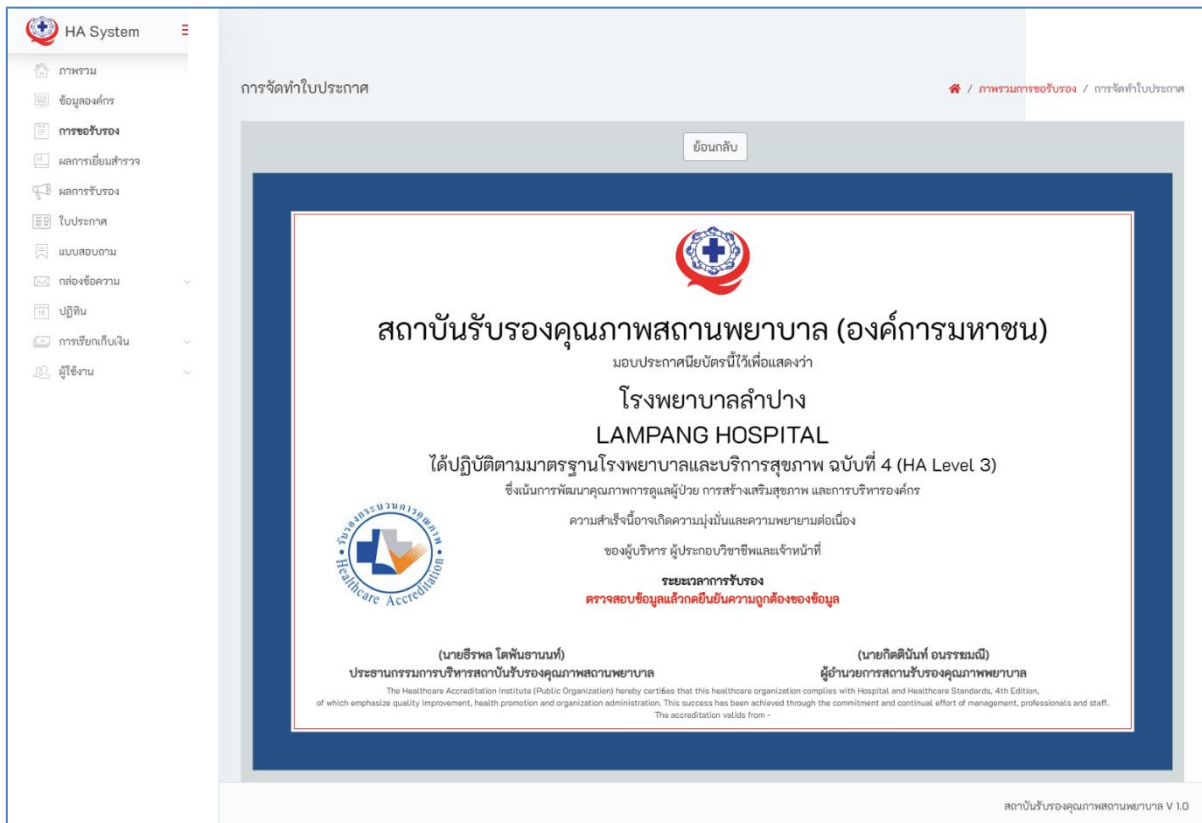 HA System
ภาพรวม
ข้อมูลองค์กร
การขอรับรอง
ผลการเยี่ยมสำรวจ
ผลการรับรอง
ใบประกาศ
แบบสอบถาม
กล่องข้อความ
ปฏิทิน
การเรียกเก็บเงิน
ผู้ใช้งาน
การจัดทำใบประกาศ
/ ภาพรวมการขอรับรอง / การจัดทำใบประกาศ
ย้อนกลับ
สถาบันรับรองคุณภาพสถานพยาบาล (องค์การมหาชน)
มอบประกาศนียบัตรนี้ไว้เพื่อแสดงว่า
โรงพยาบาลลำปาง
LAMPANG HOSPITAL
ได้ปฏิบัติตามมาตรฐานโรงพยาบาลและบริการสุขภาพ ฉบับที่ 4 (HA Level 3)
ซึ่งเน้นการพัฒนาคุณภาพการดูแลผู้ป่วย การสร้างเสริมสุขภาพ และการบริหารองค์กร
ความสำเร็จนี้อาจเกิดความมุ่งมั่นและความพยายามต่อเนื่อง
ของผู้บริหาร ผู้ประกอบวิชาชีพและเจ้าหน้าที่
รับรองกระบวนการคุณภาพ
Healthcare Accreditation
ระยะเวลาการรับรอง
ตรวจสอบข้อมูลแล้วกดยืนยันความถูกต้องของข้อมูล
(นายธีรพล โตพันธานนท์)
ประธานกรรมการบริหารสถาบันรับรองคุณภาพสถานพยาบาล
(นายกิตตินันท์ อนรรฆมณี)
ผู้อำนวยการสถานรับรองคุณภาพพยาบาล
The Healthcare Accreditation Institute (Public Organization) hereby certifies that this healthcare organization complies with Hospital and Healthcare Standards, 4th Edition,
of which emphasize quality improvement, health promotion and organization administration. This success has been achieved through the commitment and continual effort of management, professionals and staff.
The accreditation valids from -
สถาบันรับรองคุณภาพสถานพยาบาล V 1.0